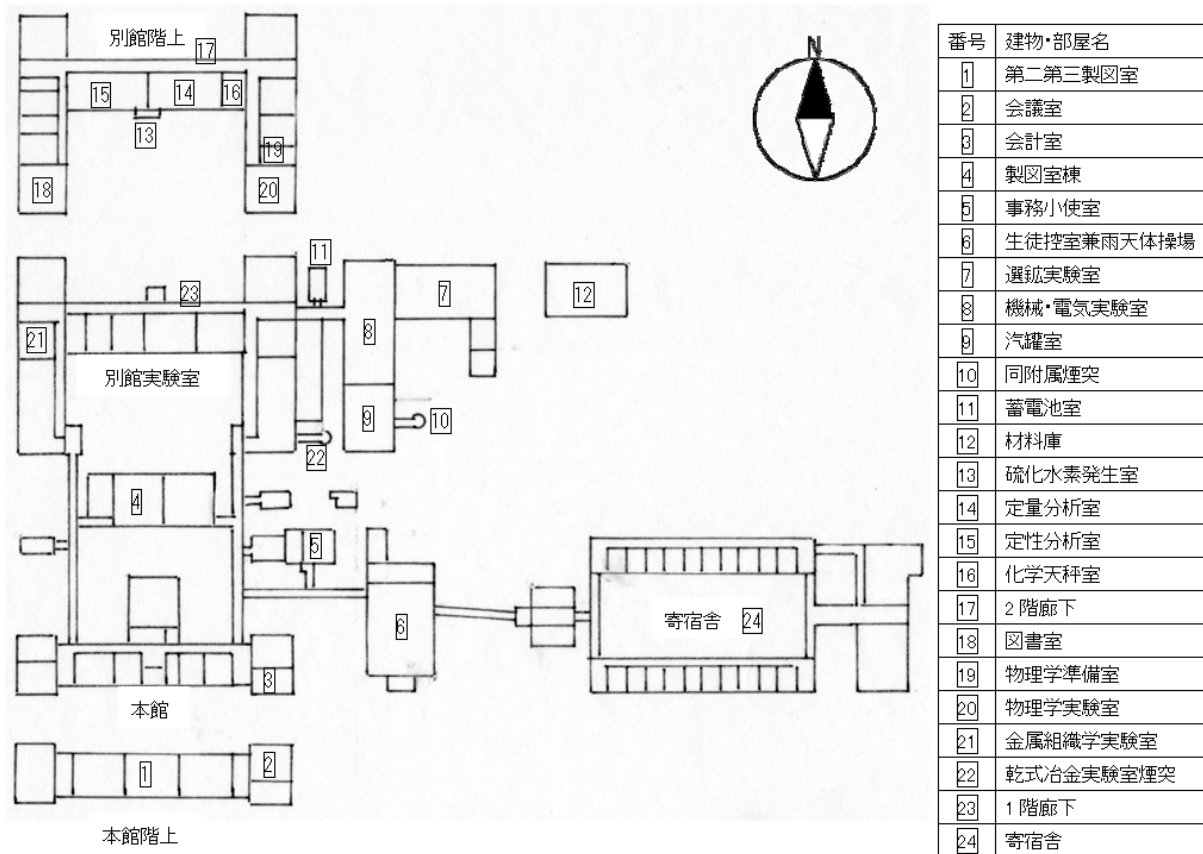 別館階上
17
15
14
16
13
19
18
20
N
11
23
7
12
21
8
別館実験室
9
10
22
4
5
6
寄宿舎
24
3
本館
1
2
本館階上
番号 建物・部屋名
1 第二第三製図室
2 会議室
3 会計室
4 製図室棟
5 事務小使室
6 生徒控室兼雨天体操場
7 選鉱実験室
8 機械・電気実験室
9 汽罐室
10 同附属煙突
11 蓄電池室
12 材料庫
13 硫化水素発生室
14 定量分析室
15 定性分析室
16 化学天秤室
17 2階廊下
18 図書室
19 物理学準備室
20 物理学実験室
21 金属組織学実験室
22 乾式冶金実験室煙突
23 1階廊下
24 寄宿舎